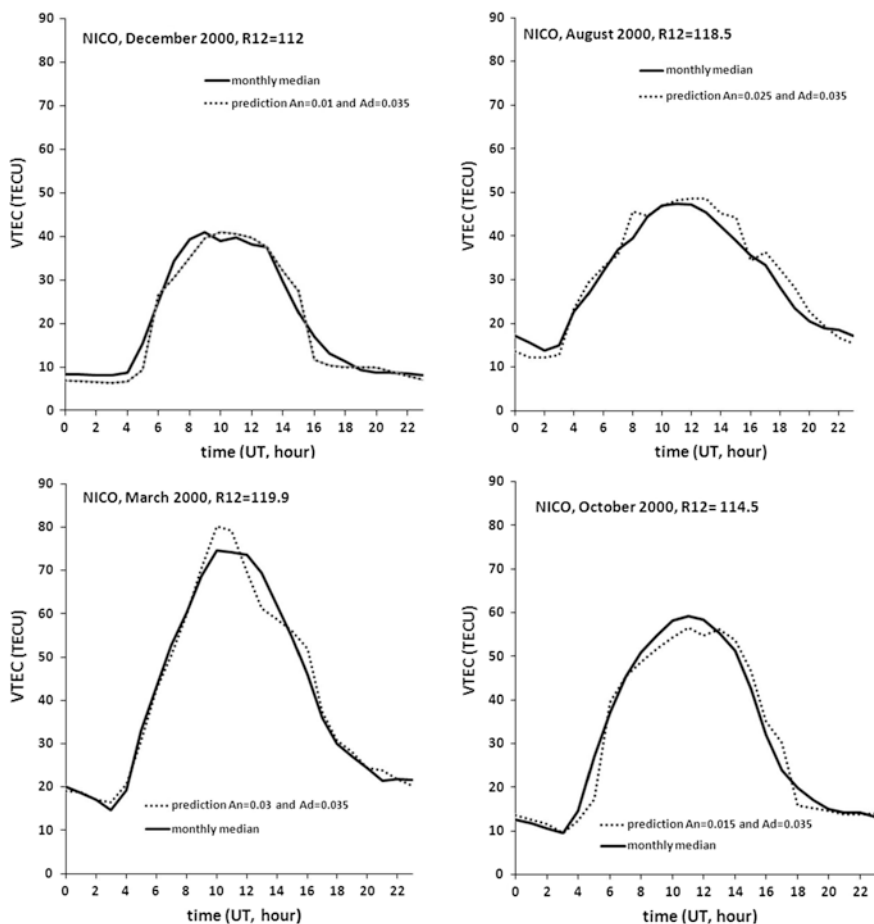 NICO, December 2000, R12=112
monthly median
prediction An=0.01 and Ad=0.035
VTEC (TECU)
90
80
70
60
50
40
30
20
10
0
0 2 4 6 8 10 12 14 16 18 20 22
time (UT, hour)
NICO, August 2000, R12=118.5
monthly median
prediction An=0.025 and Ad=0.035
VTEC (TECU)
90
80
70
60
50
40
30
20
10
0
0 2 4 6 8 10 12 14 16 18 20 22
time (UT, hour)
NICO, March 2000, R12=119.9
VTEC (TECU)
90
80
70
60
50
40
30
20
10
0
prediction An=0.03 and Ad=0.035
monthly median
0 2 4 6 8 10 12 14 16 18 20 22
time (UT, hour)
NICO, October 2000, R12= 114.5
VTEC (TECU)
90
80
70
60
50
40
30
20
10
0
prediction An=0.015 and Ad=0.035
monthly median
0 2 4 6 8 10 12 14 16 18 20 22
time (UT, hour)